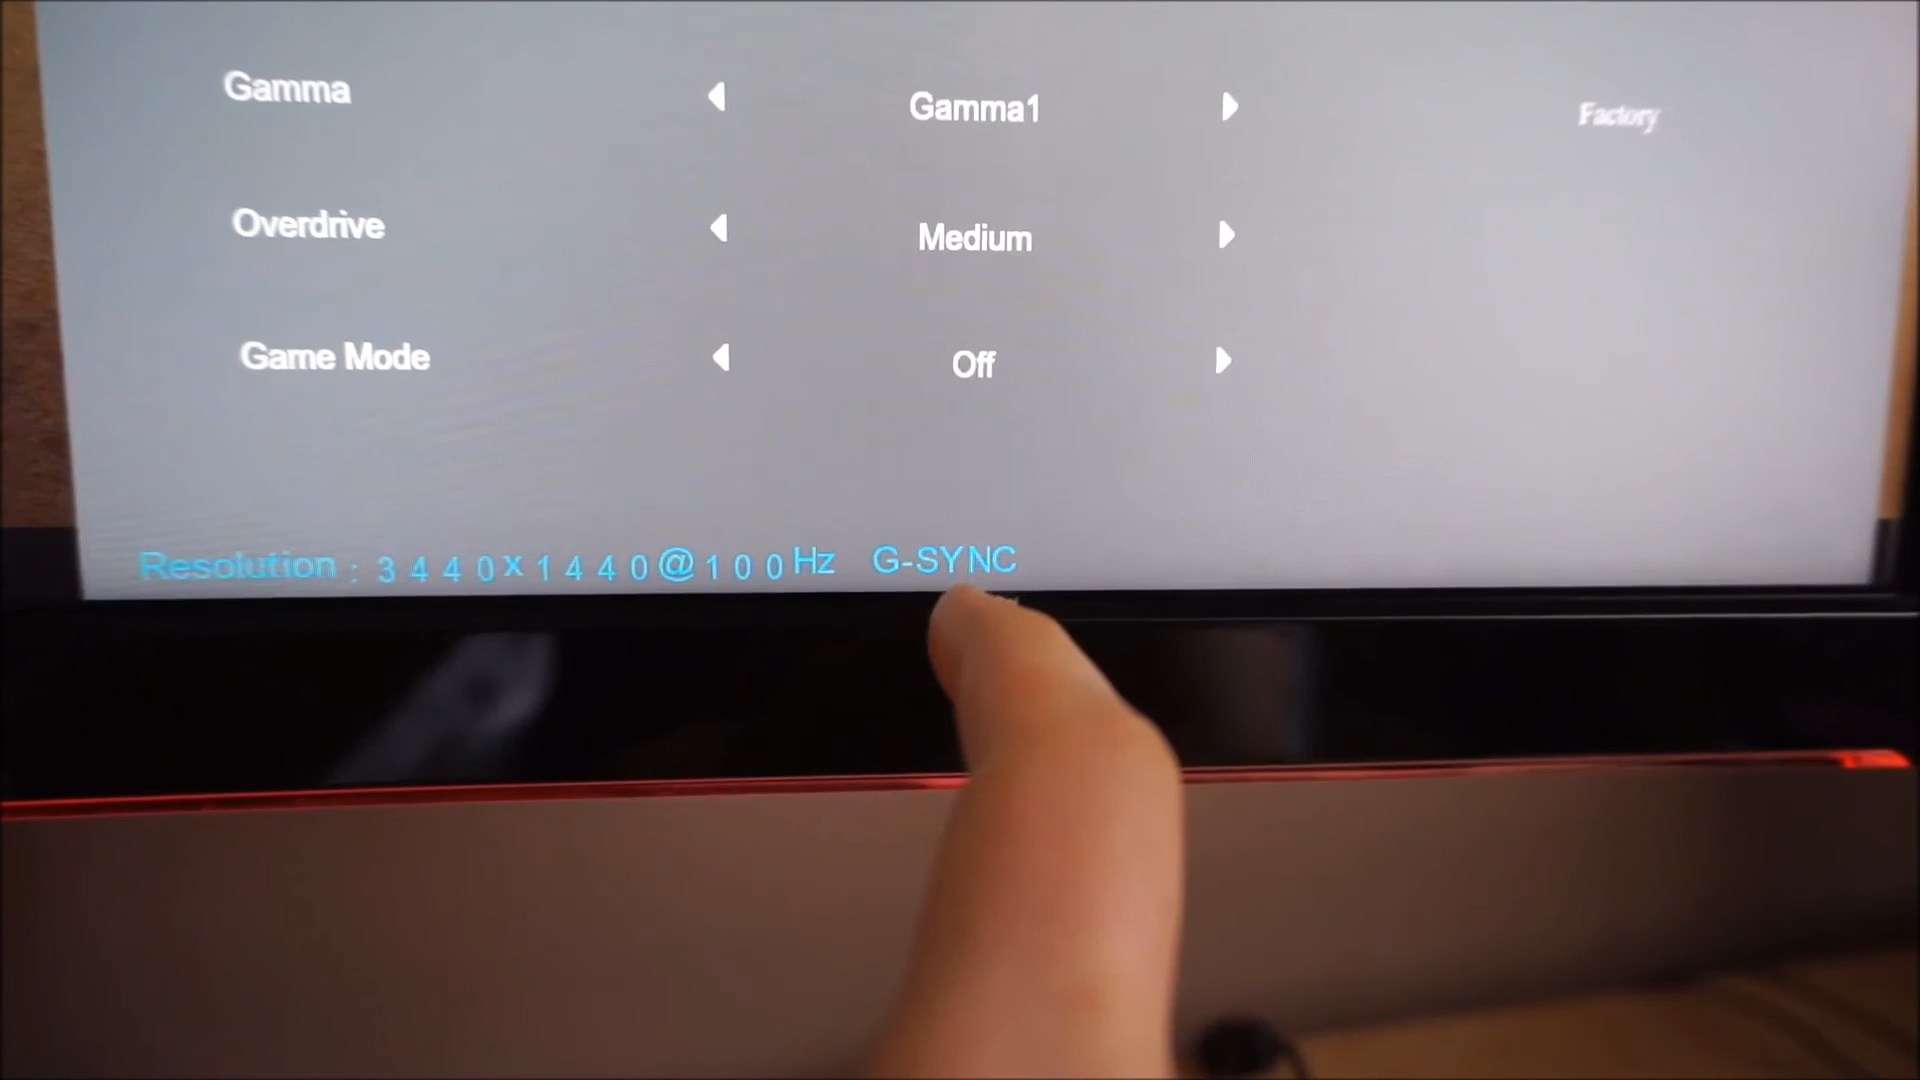 Gamma Gamma1 Factory
Overdrive Medium
Game Mode Off
Resolution : 3440x1440@100Hz G-SYNC